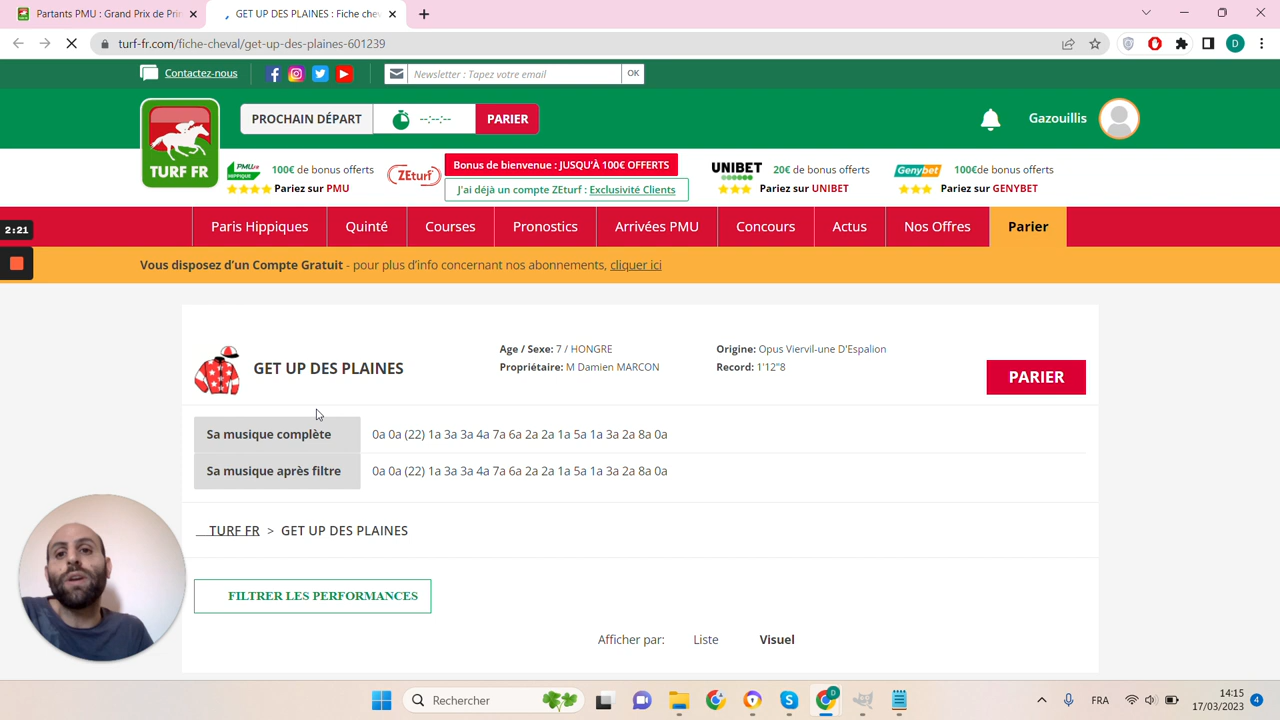 Partants PMU : Grand Prix de Prin
GET UP DES PLAINES : Fiche chev
turf-fr.com/fiche-cheval/get-up-des-plaines-601239
D
Contactez-nous
Newsletter : Tapez votre email
OK
TURF FR
PROCHAIN DÉPART
--:--:--
PARIER
Gazouillis
100€ de bonus offerts
Pariez sur PMU
ZEturf
Bonus de bienvenue : JUSQU'À 100€ OFFERTS
J'ai déjà un compte ZEturf : Exclusivité Clients
UNIBET
20€ de bonus offerts
Pariez sur UNIBET
Genybet
100€de bonus offerts
Pariez sur GENYBET
2:21
Paris Hippiques
Quinté
Courses
Pronostics
Arrivées PMU
Concours
Actus
Nos Offres
Parier
Vous disposez d'un Compte Gratuit - pour plus d'info concernant nos abonnements, cliquer ici
GET UP DES PLAINES
Age / Sexe: 7 / HONGRE
Propriétaire: M Damien MARCON
Origine: Opus Viervil-une D'Espalion
Record: 1'12"8
PARIER
Sa musique complète
0a 0a (22) 1a 3a 3a 4a 7a 6a 2a 2a 1a 5a 1a 3a 2a 8a 0a
Sa musique après filtre
0a 0a (22) 1a 3a 3a 4a 7a 6a 2a 2a 1a 5a 1a 3a 2a 8a 0a
TURF FR > GET UP DES PLAINES
FILTRER LES PERFORMANCES
Afficher par:
Liste
Visuel
Rechercher
D
FRA
14:15
17/03/2023
4